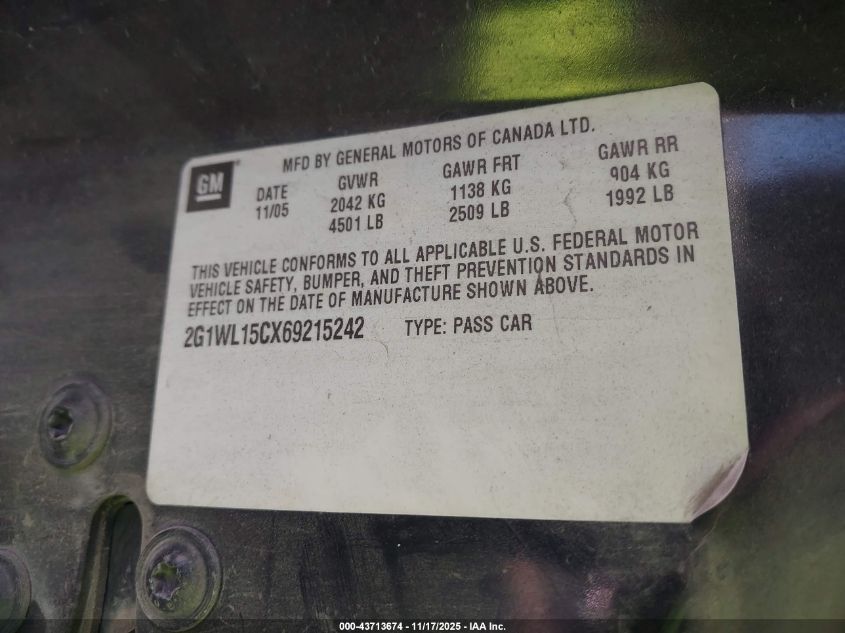 MFD BY GENERAL MOTORS OF CANADA LTD.
GM
DATE GVWR GAWR FRT GAWR RR
11/05 2042 KG 1138 KG 904 KG
4501 LB 2509 LB 1992 LB
THIS VEHICLE CONFORMS TO ALL APPLICABLE U.S. FEDERAL MOTOR
VEHICLE SAFETY, BUMPER, AND THEFT PREVENTION STANDARDS IN
EFFECT ON THE DATE OF MANUFACTURE SHOWN ABOVE.
2G1WL15CX69215242 TYPE: PASS CAR
000-43713674 - 11/17/2025 - IAA Inc.